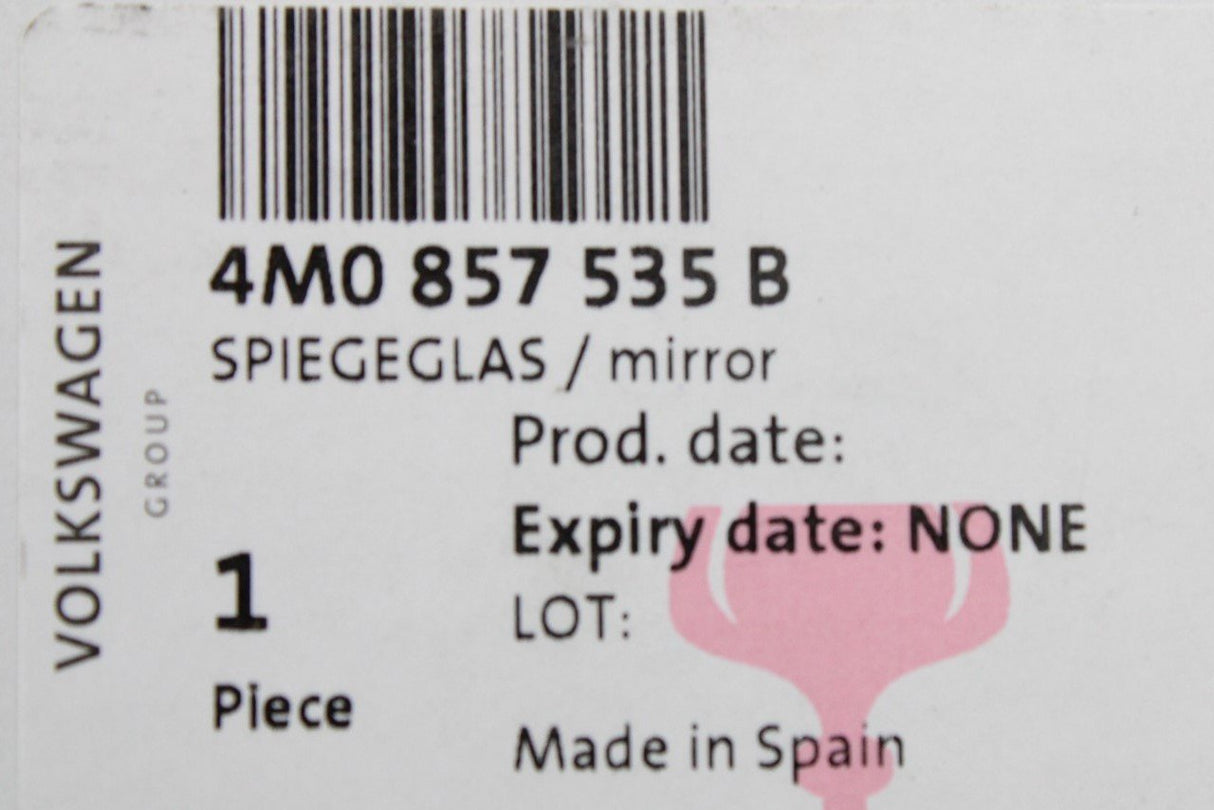 VOLKSWAGEN
GROUP
4M0 857 535 B
SPIEGEGLAS / mirror
Prod. date:
Expiry date: NONE
LOT:
1
Piece
Made in Spain